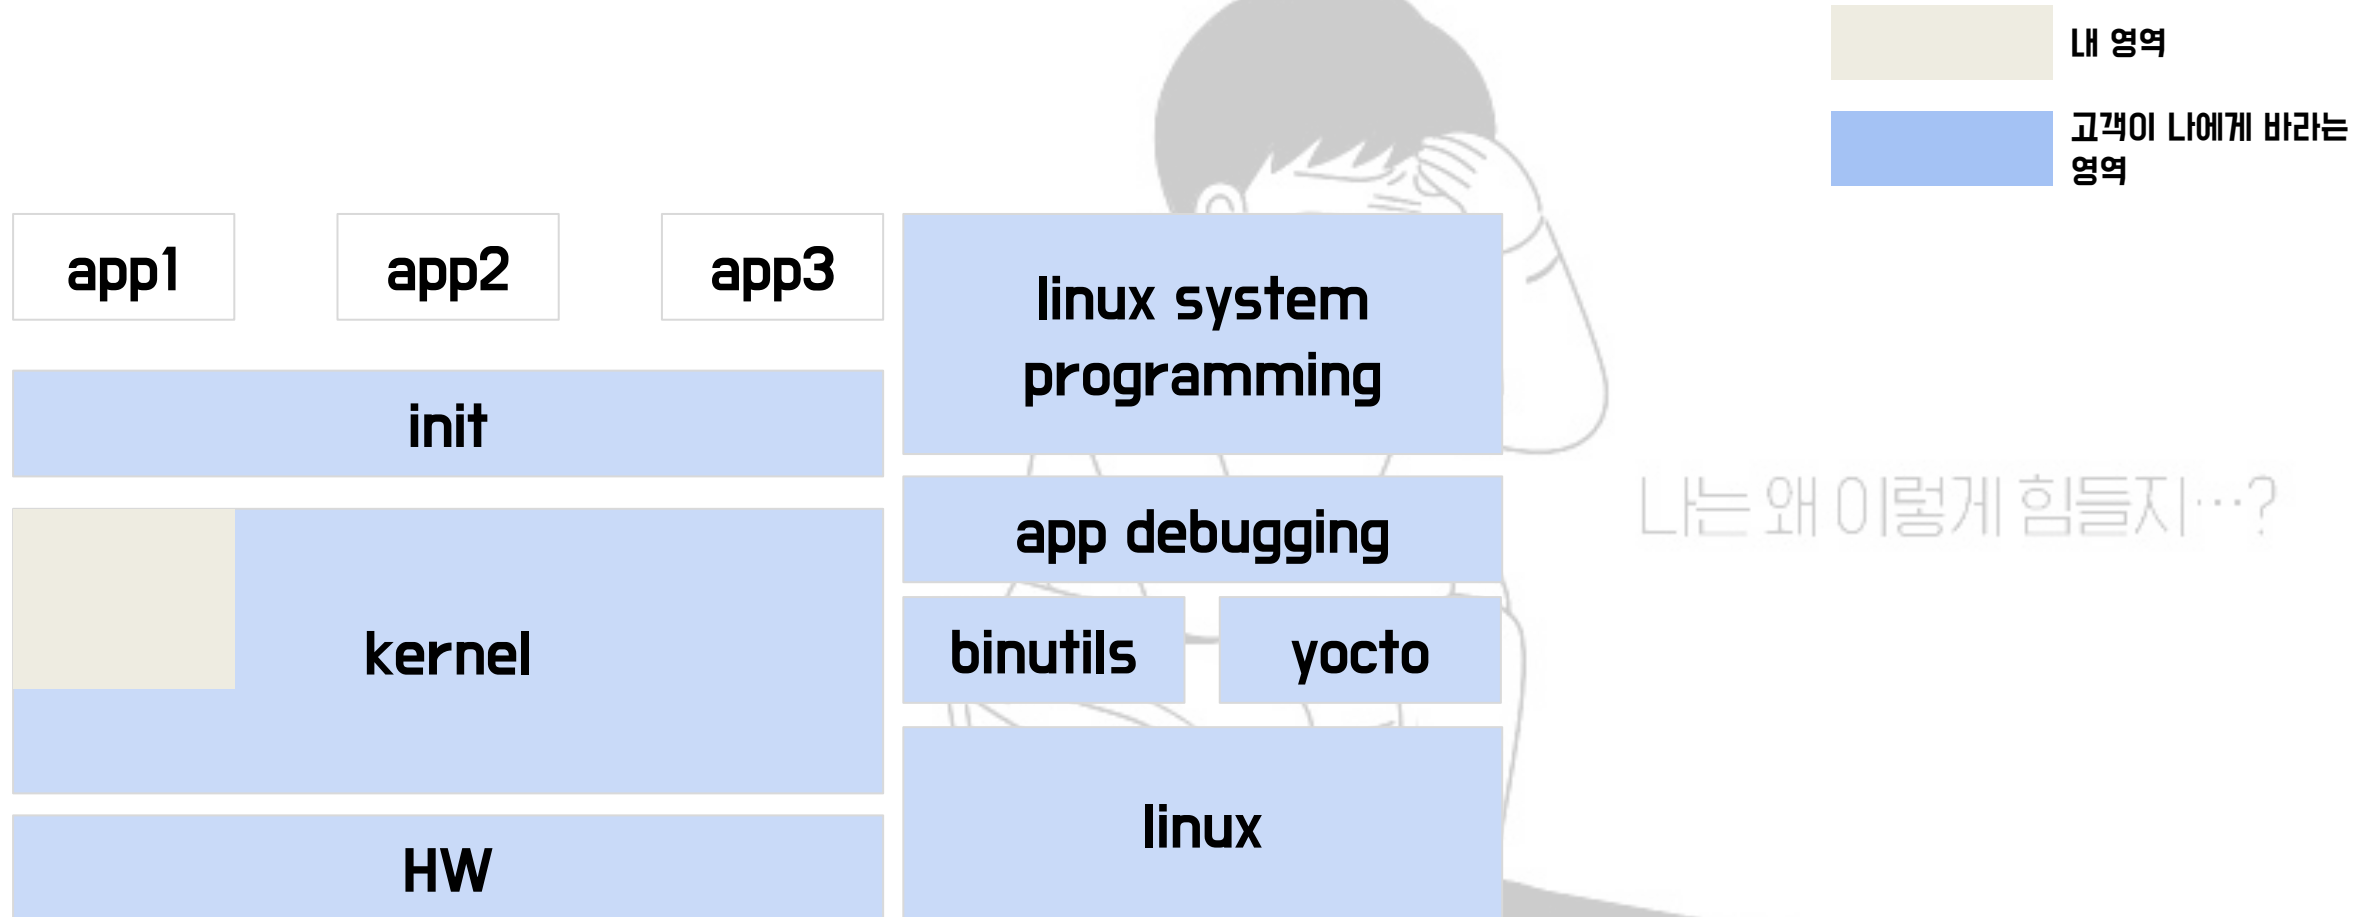 내 영역
고객이 나에게 바라는
영역
app1
app2
app3
linux system
programming
init
나는 왜 이렇게 힘들지…?
app debugging
kernel
binutils
yocto
linux
HW